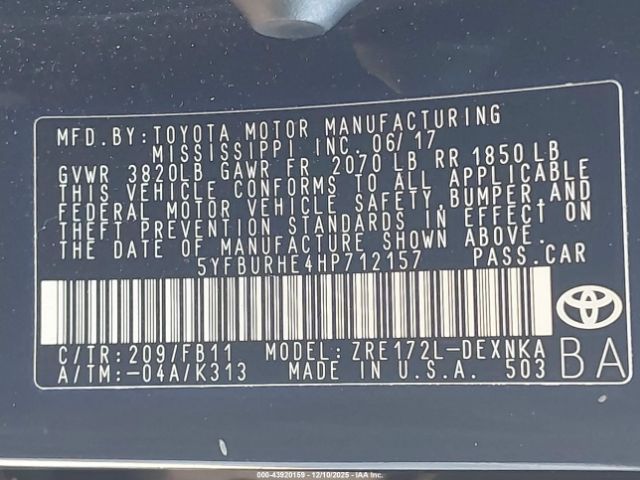 MFD.BY:TOYOTA MOTOR MANUFACTURING
MISSISSIPPI INC. 06/17
GVWR 3820LB GAWR FR 2070 LB RR 1850LB
THIS VEHICLE CONFORMS TO ALL APPLICABLE
FEDERAL MOTOR VEHICLE SAFETY,BUMPER,AND
THEFT PREVENTION STANDARDS IN EFFECT ON
THE DATE OF MANUFACTURE SHOWN ABOVE.
5YFBURHE4HP712157 PASS.CAR
C/TR:209/FB11 MODEL: ZRE172L-DEXNKA
A/TM:-04A/K313 MADE IN U.S.A. 503
BA
000-43920159 - 12/10/2025 - IAA Inc.